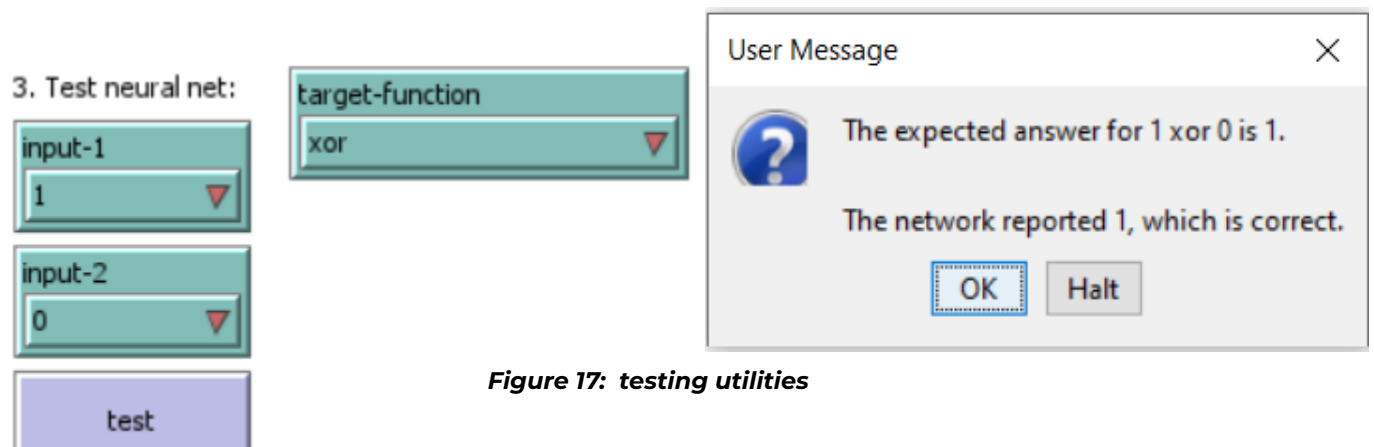 3. Test neural net:
input-1
1
input-2
0
test
target-function
xor
User Message
The expected answer for 1 xor 0 is 1.
The network reported 1, which is correct.
OK
Halt
Figure 17: testing utilities